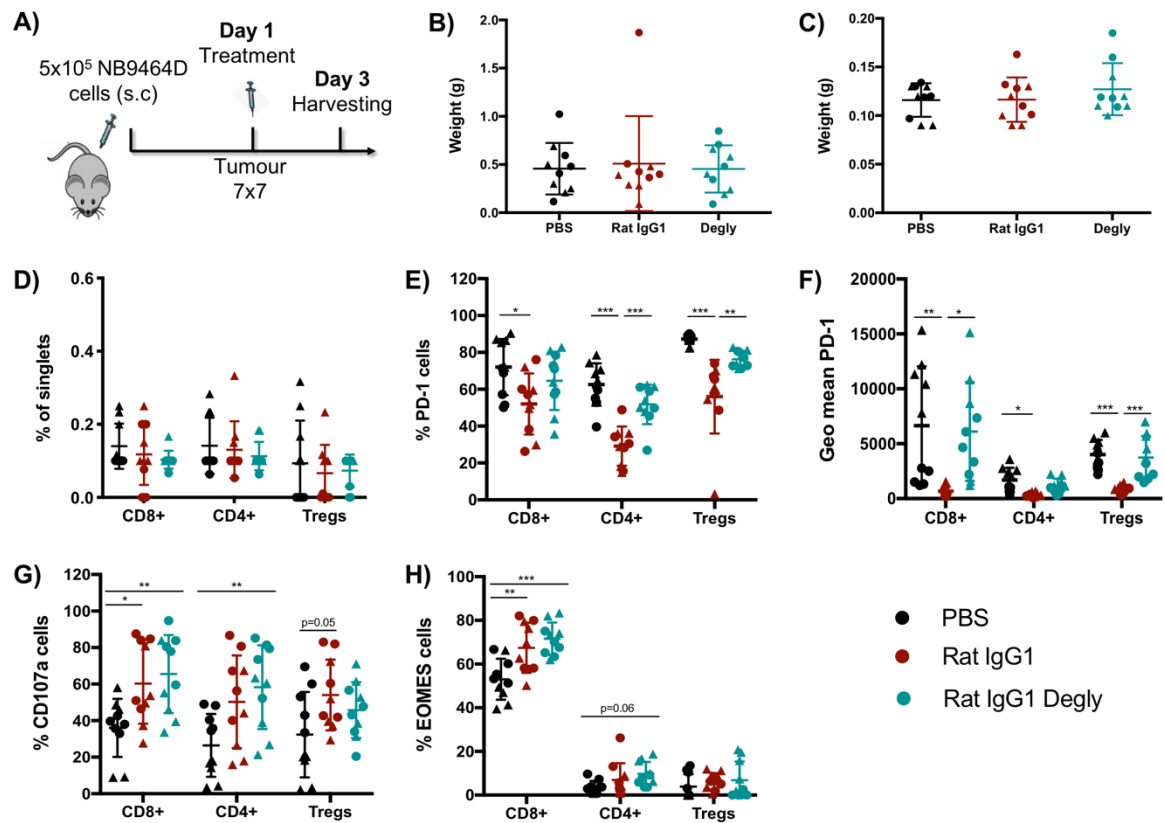 A)
Day 1
Treatment
5x10⁵ NB9464D
cells (s.c)
Day 3
Harvesting
Tumour
7x7
B)
Weight (g)
2.0
1.5
1.0
0.5
0.0
PBS Rat IgG1 Degly
C)
Weight (g)
0.20
0.15
0.10
0.05
0.00
PBS Rat IgG1 Degly
D)
% of singlets
0.6
0.4
0.2
0.0
CD8+ CD4+ Tregs
E)
% PD-1 cells
120
100
80
60
40
20
0
* *** *** *** **
CD8+ CD4+ Tregs
F)
Geo mean PD-1
20000
15000
10000
5000
0
** * * *** ***
CD8+ CD4+ Tregs
G)
% CD107a cells
120
100
80
60
40
20
0
** **
*
p=0.05
CD8+ CD4+ Tregs
H)
% EOMES cells
100
80
60
40
20
0
***
**
p=0.06
CD8+ CD4+ Tregs
PBS
Rat IgG1
Rat IgG1 Degly